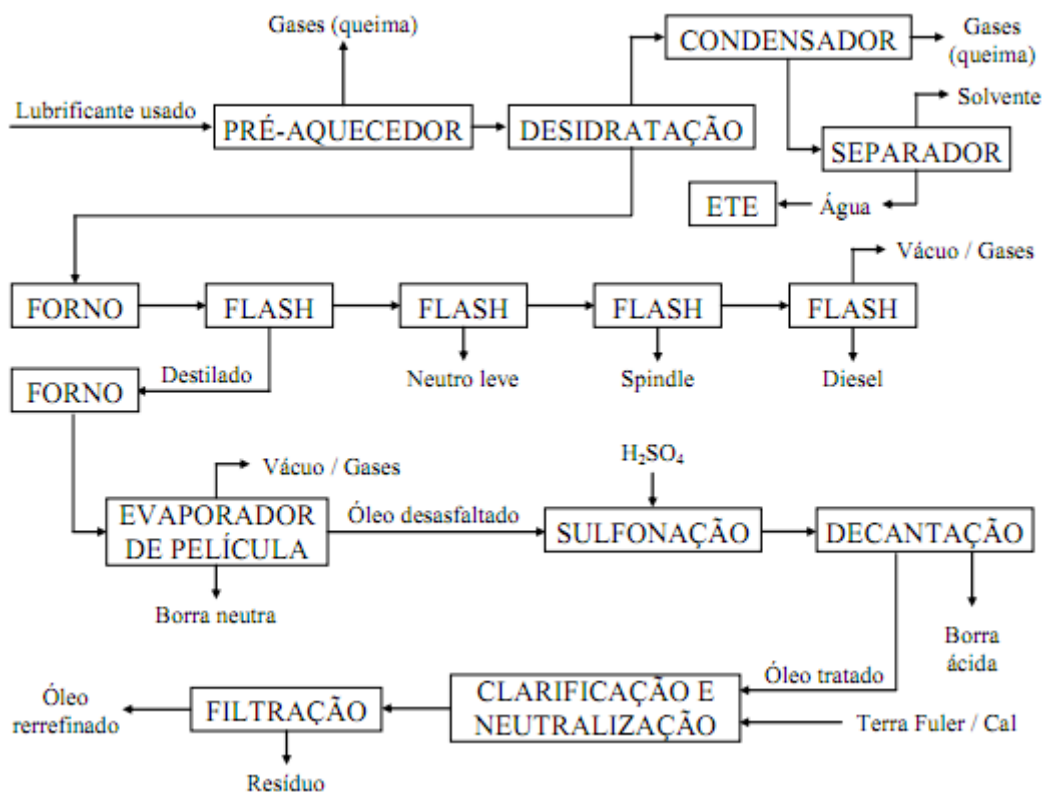 Gases (queima)
CONDENSADOR
Gases
(queima)
Lubrificante usado
PRÉ-AQUECEDOR
DESIDRATAÇÃO
Solvente
SEPARADOR
ETE
Água
Vácuo / Gases
FORNO
FLASH
FLASH
FLASH
FLASH
Destilado
Neutro leve
Spindle
Diesel
FORNO
Vácuo / Gases
H₂SO₄
EVAPORADOR
DE PELÍCULA
Óleo desasfaltado
SULFONAÇÃO
DECANTAÇÃO
Borra neutra
Borra
ácida
Óleo tratado
Óleo
rerrefinado
FILTRAÇÃO
CLARIFICAÇÃO E
NEUTRALIZAÇÃO
Terra Fuler / Cal
Resíduo